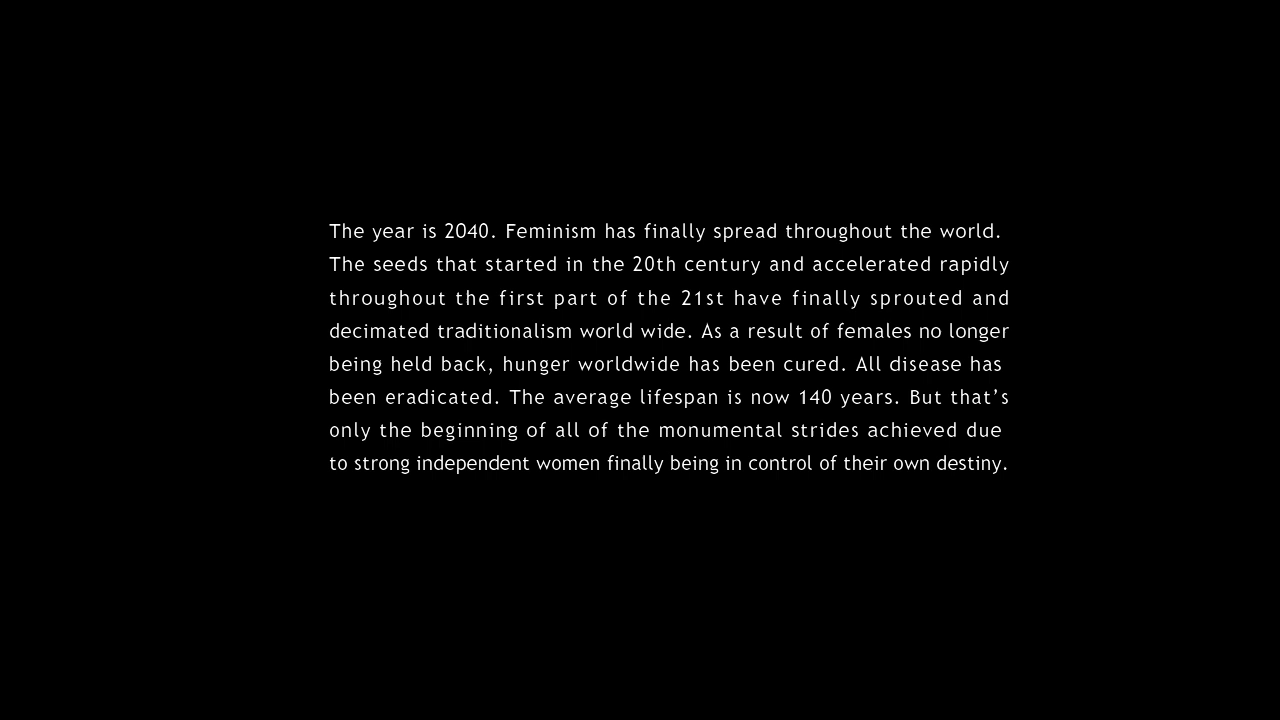 The year is 2040. Feminism has finally spread throughout the world.
The seeds that started in the 20th century and accelerated rapidly
throughout the first part of the 21st have finally sprouted and
decimated traditionalism world wide. As a result of females no longer
being held back, hunger worldwide has been cured. All disease has
been eradicated. The average lifespan is now 140 years. But that’s
only the beginning of all of the monumental strides achieved due
to strong independent women finally being in control of their own destiny.